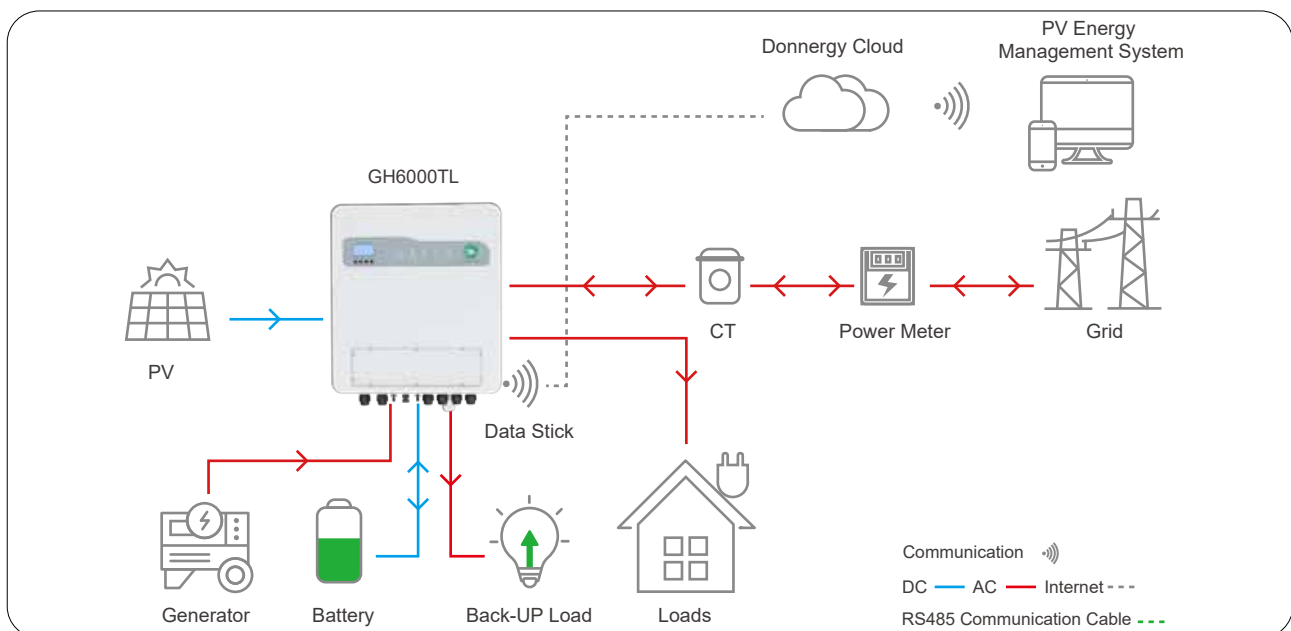 Donnergy Cloud
PV Energy
Management System
GH6000TL
PV
CT
Power Meter
Grid
Data Stick
Generator
Battery
Back-UP Load
Loads
Communication
DC AC Internet
RS485 Communication Cable